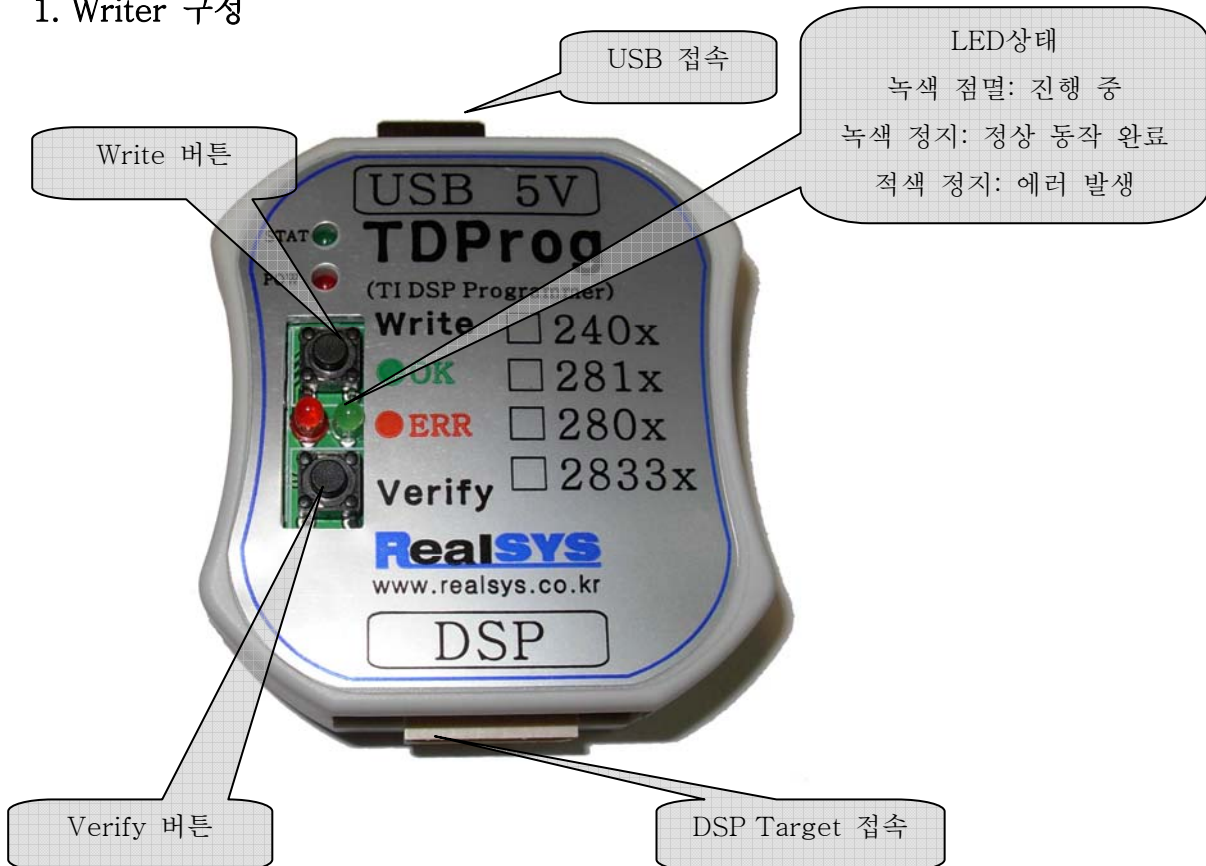 1. Writer 구성
USB 접속
LED상태
녹색 점멸: 진행 중
녹색 정지: 정상 동작 완료
적색 정지: 에러 발생
Write 버튼
USB 5V
STAT
TDProg
POW
(TI DSP Programmer)
Write
240x
OK
281x
ERR
280x
Verify
2833x
RealSYS
www.realsys.co.kr
DSP
Verify 버튼
DSP Target 접속